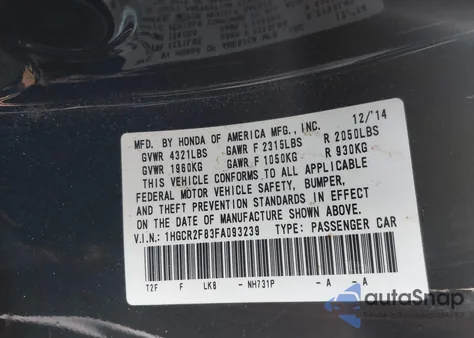 MFD. BY HONDA OF AMERICA MFG., INC. 12/'14
GVWR 4321LBS GAWR F 2315LBS R 2050LBS
GVWR 1960KG GAWR F 1050KG R 930KG
THIS VEHICLE CONFORMS TO ALL APPLICABLE
FEDERAL MOTOR VEHICLE SAFETY, BUMPER,
AND THEFT PREVENTION STANDARDS IN EFFECT
ON THE DATE OF MANUFACTURE SHOWN ABOVE.
V.I.N.: 1HGCR2F83FA093239 TYPE: PASSENGER CAR
T2F F LK8 - NH731P - A - A
autoSnap